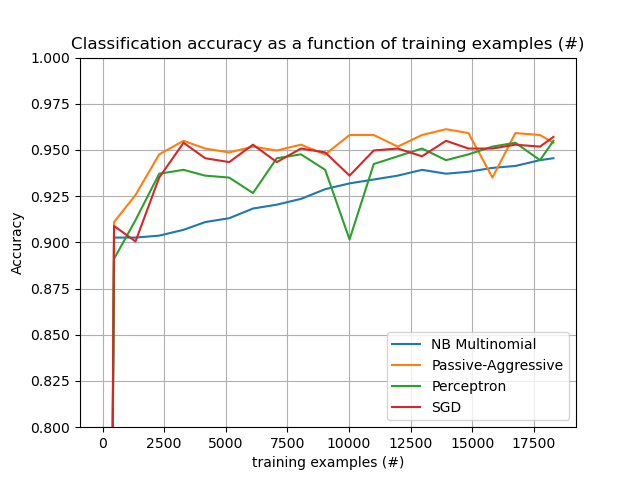 Classification accuracy as a function of training examples (#)
1.000
0.975
0.950
0.925
0.900
0.875
0.850
0.825
0.800
Accuracy
NB Multinomial
Passive-Aggressive
Perceptron
SGD
0 2500 5000 7500 10000 12500 15000 17500
training examples (#)